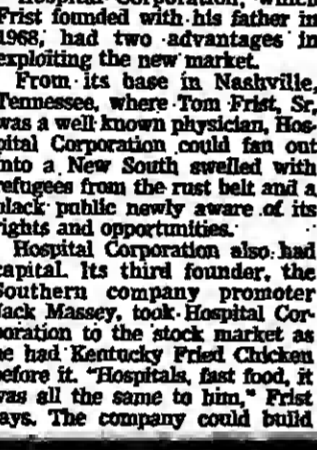 Hospital Corporation, which
Frist founded with his father in
1968, had two advantages in
exploiting the new market.
From its base in Nashville,
Tennessee, where Tom Frist, Sr,
was a well known physician, Hos-
pital Corporation could fan out
into a New South swelled with
refugees from the rust belt and a
black public newly aware of its
rights and opportunities.
Hospital Corporation also had
capital. Its third founder, the
Southern company promoter
Jack Massey, took Hospital Cor-
poration to the stock market as
he had Kentucky Fried Chicken
before it. "Hospitals, fast food, it
was all the same to him," Frist
says. The company could build